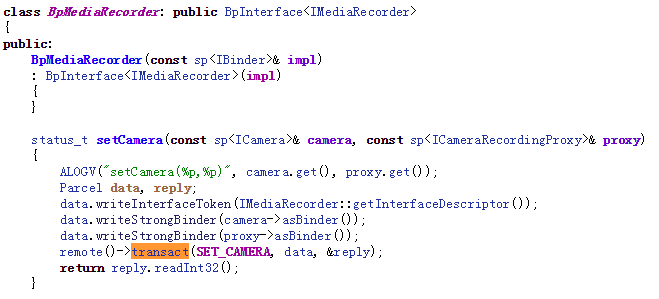 class BpMediaRecorder: public BpInterface<IMediaRecorder>
{
public:
    BpMediaRecorder(const sp<IBinder>& impl)
    : BpInterface<IMediaRecorder>(impl)
    {
    }

    status_t setCamera(const sp<ICamera>& camera, const sp<ICameraRecordingProxy>& proxy)
    {
        ALOGV("setCamera(%p,%p)", camera.get(), proxy.get());
        Parcel data, reply;
        data.writeInterfaceToken(IMediaRecorder::getInterfaceDescriptor());
        data.writeStrongBinder(camera->asBinder());
        data.writeStrongBinder(proxy->asBinder());
        remote()->transact(SET_CAMERA, data, &reply);
        return reply.readInt32();
    }